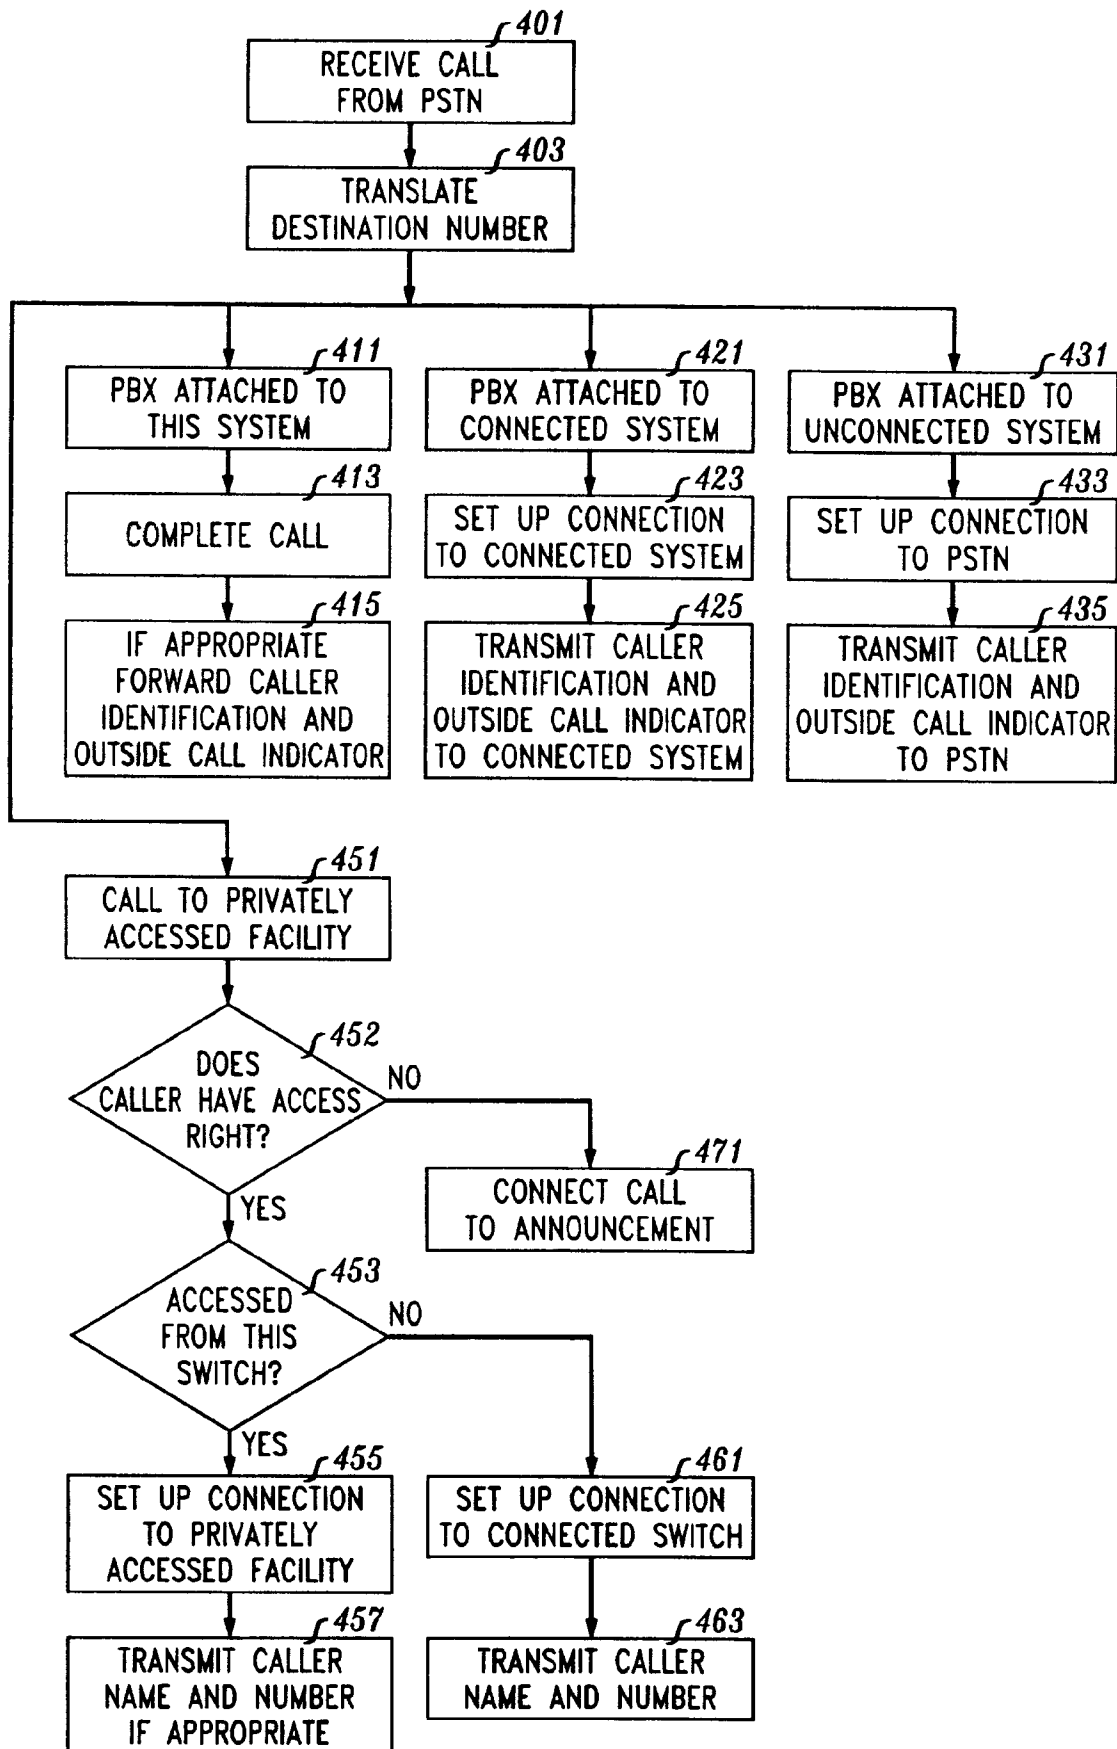 401
RECEIVE CALL
FROM PSTN
403
TRANSLATE
DESTINATION NUMBER
411
PBX ATTACHED TO
THIS SYSTEM
413
COMPLETE CALL
415
IF APPROPRIATE
FORWARD CALLER
IDENTIFICATION AND
OUTSIDE CALL INDICATOR
421
PBX ATTACHED TO
CONNECTED SYSTEM
423
SET UP CONNECTION
TO CONNECTED SYSTEM
425
TRANSMIT CALLER
IDENTIFICATION AND
OUTSIDE CALL INDICATOR
TO CONNECTED SYSTEM
431
PBX ATTACHED TO
UNCONNECTED SYSTEM
433
SET UP CONNECTION
TO PSTN
435
TRANSMIT CALLER
IDENTIFICATION AND
OUTSIDE CALL INDICATOR
TO PSTN
451
CALL TO PRIVATELY
ACCESSED FACILITY
452
DOES
CALLER HAVE ACCESS
RIGHT?
NO
471
CONNECT CALL
TO ANNOUNCEMENT
YES
453
ACCESSED
FROM THIS
SWITCH?
NO
YES
455
SET UP CONNECTION
TO PRIVATELY
ACCESSED FACILITY
457
TRANSMIT CALLER
NAME AND NUMBER
IF APPROPRIATE
461
SET UP CONNECTION
TO CONNECTED SWITCH
463
TRANSMIT CALLER
NAME AND NUMBER